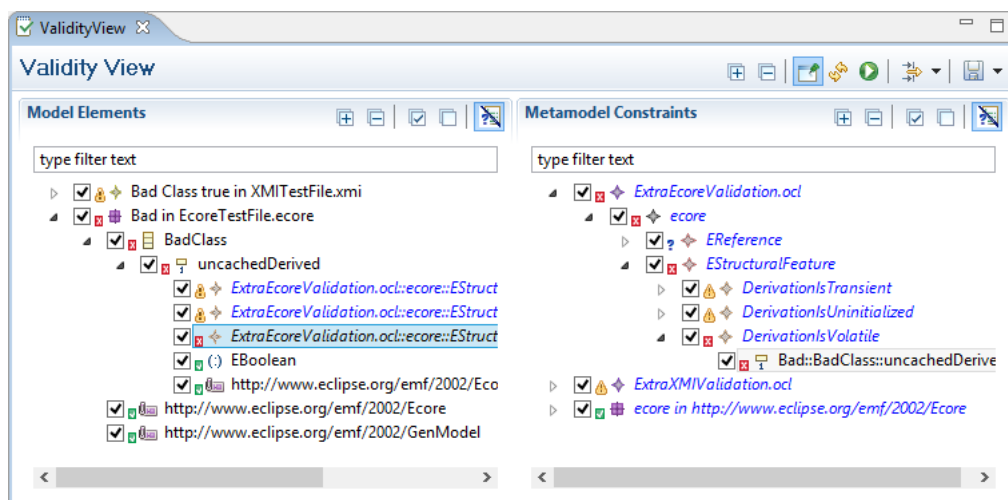 ValidityView
Validity View
Model Elements
type filter text
Bad Class true in XMITestFile.xmi
Bad in EcoreTestFile.ecore
BadClass
uncachedDerived
ExtraEcoreValidation.ocl::ecore::EStruct
ExtraEcoreValidation.ocl::ecore::EStruct
ExtraEcoreValidation.ocl::ecore::EStruct
EBoolean
http://www.eclipse.org/emf/2002/Eco
http://www.eclipse.org/emf/2002/Ecore
http://www.eclipse.org/emf/2002/GenModel
Metamodel Constraints
type filter text
ExtraEcoreValidation.ocl
ecore
EReference
EStructuralFeature
DerivationIsTransient
DerivationIsUninitialized
DerivationIsVolatile
Bad::BadClass::uncachedDerive
ExtraXMIValidation.ocl
ecore in http://www.eclipse.org/emf/2002/Ecore